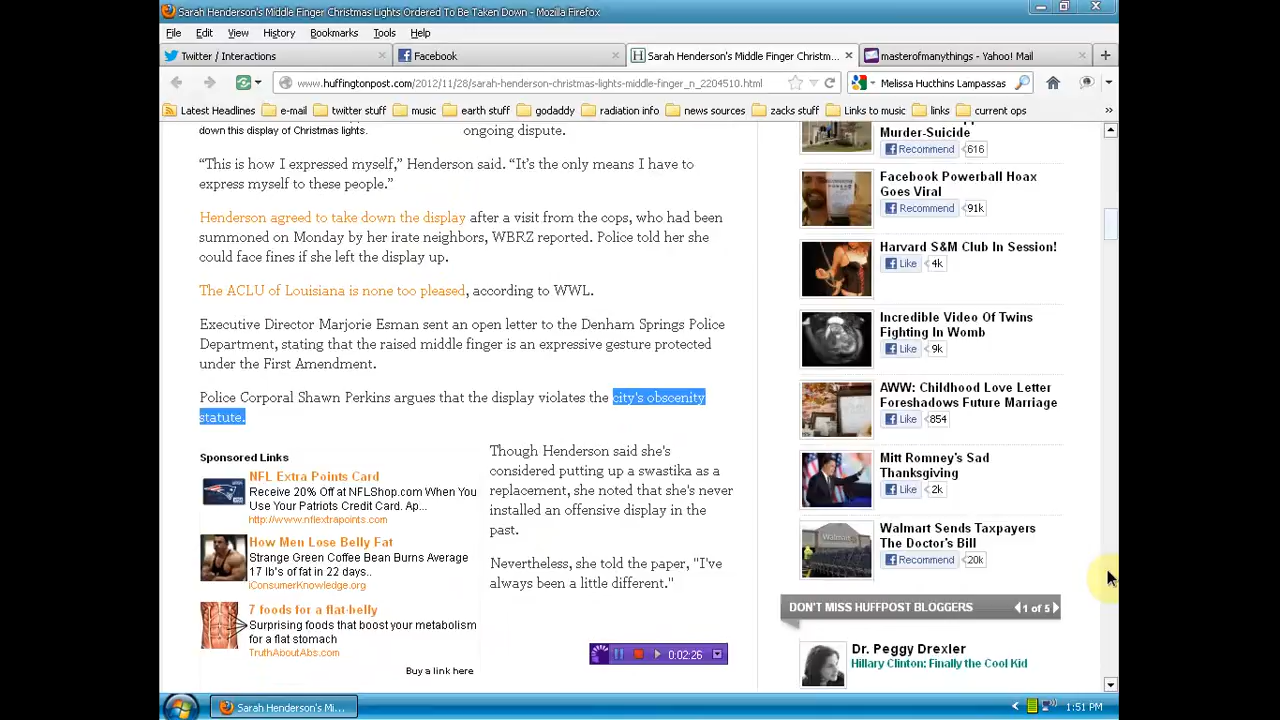 Sarah Henderson's Middle Finger Christmas Lights Ordered To Be Taken Down - Mozilla Firefox
File Edit View History Bookmarks Tools Help
Twitter / Interactions
Facebook
Sarah Henderson's Middle Finger Christm...
masterofmanythings - Yahoo! Mail
www.huffingtonpost.com/2012/11/28/sarah-henderson-christmas-lights-middle-finger_n_2204510.html
Melissa Hucthins Lampassas
Latest Headlines e-mail twitter stuff music earth stuff godaddy radiation info news sources zacks stuff Links to music links current ops
down this display of Christmas lights.
ongoing dispute.
“This is how I expressed myself,” Henderson said. “It’s the only means I have to
express myself to these people.”
Henderson agreed to take down the display after a visit from the cops, who had been
summoned on Monday by her irate neighbors, WBRZ reported. Police told her she
could face fines if she left the display up.
The ACLU of Louisiana is none too pleased, according to WWL.
Executive Director Marjorie Esman sent an open letter to the Denham Springs Police
Department, stating that the raised middle finger is an expressive gesture protected
under the First Amendment.
Police Corporal Shawn Perkins argues that the display violates the city's obscenity
statute.
Sponsored Links
NFL Extra Points Card
Receive 20% Off at NFLShop.com When You
Use Your Patriots Credit Card. Ap...
http://www.nflextrapoints.com
How Men Lose Belly Fat
Strange Green Coffee Bean Burns Average
17 lb's of fat in 22 days..
iConsumerKnowledge.org
7 foods for a flat-belly
Surprising foods that boost your metabolism
for a flat stomach
TruthAboutAbs.com
Buy a link here
Though Henderson said she's
considered putting up a swastika as a
replacement, she noted that she's never
installed an offensive display in the
past.
Nevertheless, she told the paper, "I've
always been a little different."
0:02:26
Murder-Suicide
Recommend 616
Facebook Powerball Hoax
Goes Viral
Recommend 91k
Harvard S&M Club In Session!
Like 4k
Incredible Video Of Twins
Fighting In Womb
Like 9k
AWW: Childhood Love Letter
Foreshadows Future Marriage
Like 854
Mitt Romney's Sad
Thanksgiving
Like 2k
Walmart
Walmart Sends Taxpayers
The Doctor's Bill
Recommend 20k
DON'T MISS HUFFPOST BLOGGERS
1 of 5
Dr. Peggy Drexler
Hillary Clinton: Finally the Cool Kid
Sarah Henderson's Mi...
1:51 PM